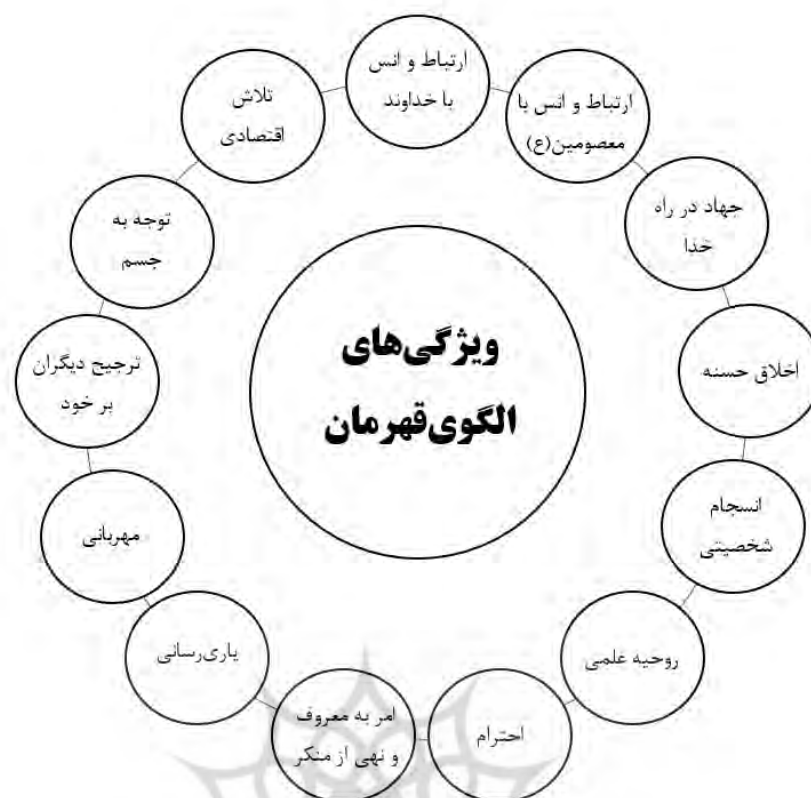 ویژگی‌های
الگوی‌قهرمان
ارتباط و انس
با خداوند
ارتباط و انس با
معصومین(ع)
جهاد در راه
خدا
اخلاق حسنه
انسجام
شخصیتی
روحیه علمی
احترام
امر به معروف
و نهی از منکر
یاری‌رسانی
مهربانی
ترجیح دیگران
بر خود
توجه به
جسم
تلاش
اقتصادی